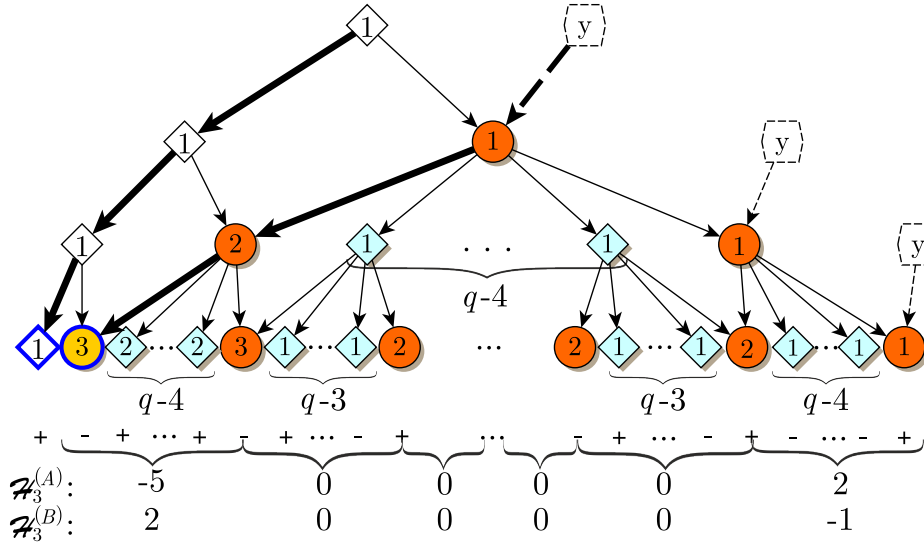 1 y
1 1 y
1 2 1 ... 1 1 y
q-4
1 3 2 ... 2 3 1 ... 1 2 ... 2 1 ... 1 2 1 ... 1 1
q-4 q-3 q-3 q-4
+ - + ... + - + ... - + ... - + ... - + - ... - +
ℋ₃⁽ᴬ⁾: -5 0 0 0 0 2
ℋ₃⁽ᴮ⁾: 2 0 0 0 0 -1